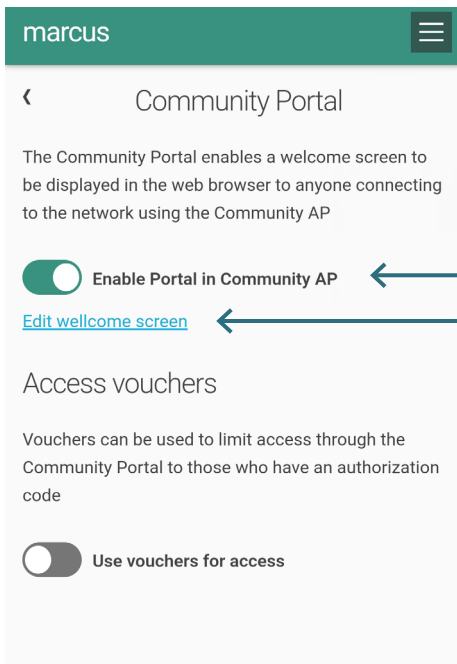 marcus
Community Portal
The Community Portal enables a welcome screen to
be displayed in the web browser to anyone connecting
to the network using the Community AP
Enable Portal in Community AP
Edit wellcome screen
Access vouchers
Vouchers can be used to limit access through the
Community Portal to those who have an authorization
code
Use vouchers for access